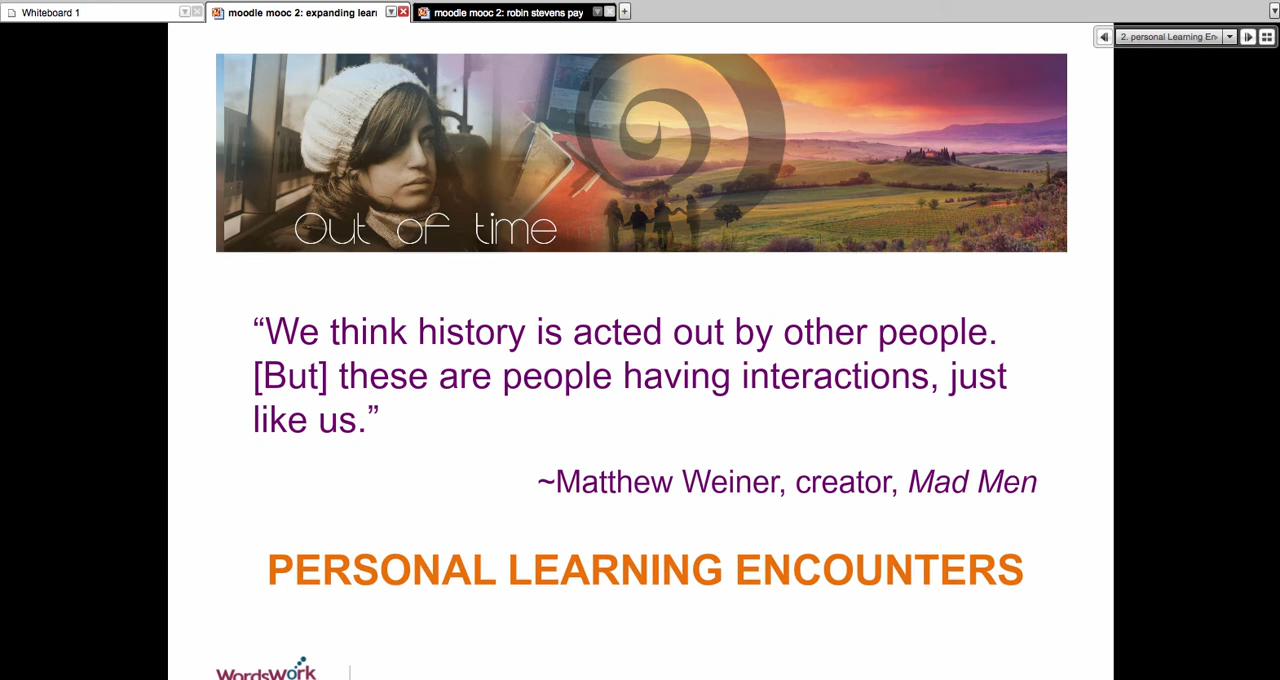 Whiteboard 1
moodle mooc 2: expanding lear
moodle mooc 2: robin stevens pay
2. personal Learning En
Out of time
“We think history is acted out by other people.
[But] these are people having interactions, just
like us.”
~Matthew Weiner, creator, Mad Men
PERSONAL LEARNING ENCOUNTERS
WordsWork